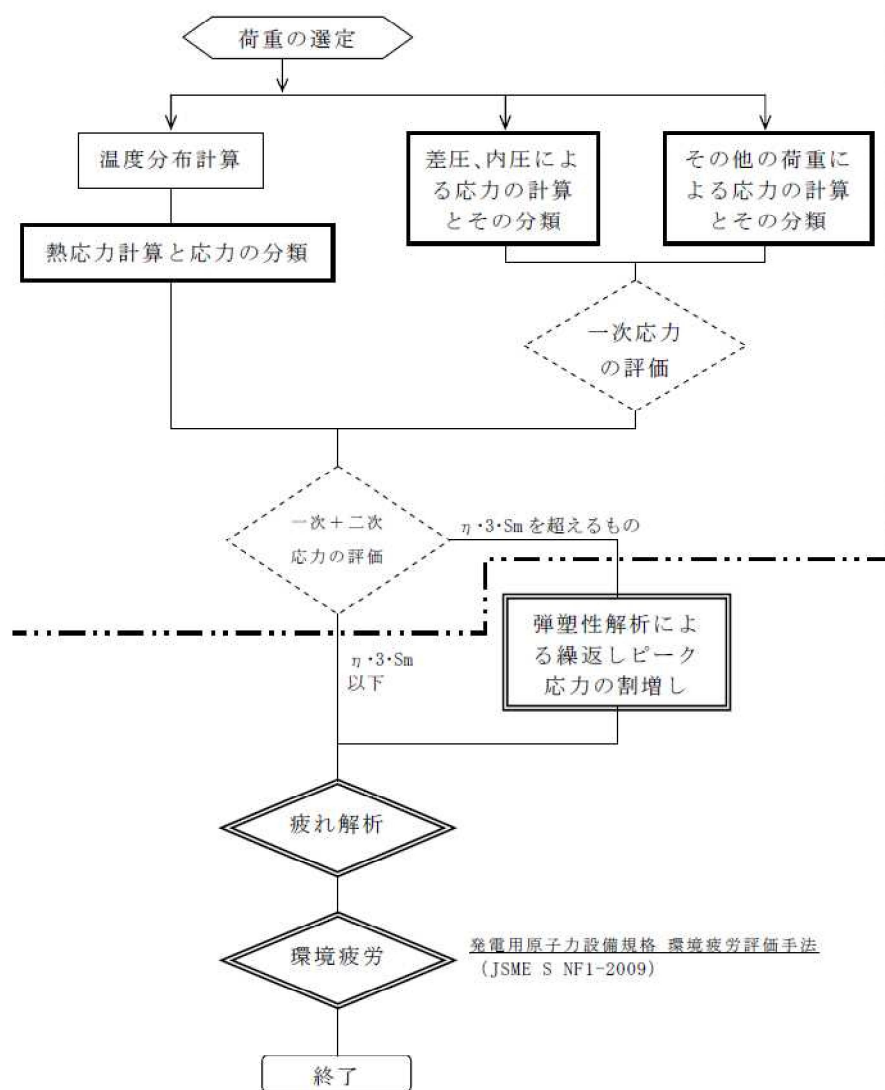 荷重の選定
温度分布計算
差圧、内圧によ
る応力の計算
とその分類
その他の荷重に
よる応力の計算
とその分類
熱応力計算と応力の分類
一次応力
の評価
一次＋二次
応力の評価
η・3・Smを超えるもの
弾塑性解析によ
る繰返しピーク
応力の割増し
η・3・Sm
以下
疲れ解析
環境疲労
発電用原子力設備規格 環境疲労評価手法
（JSME S NF1-2009）
終了